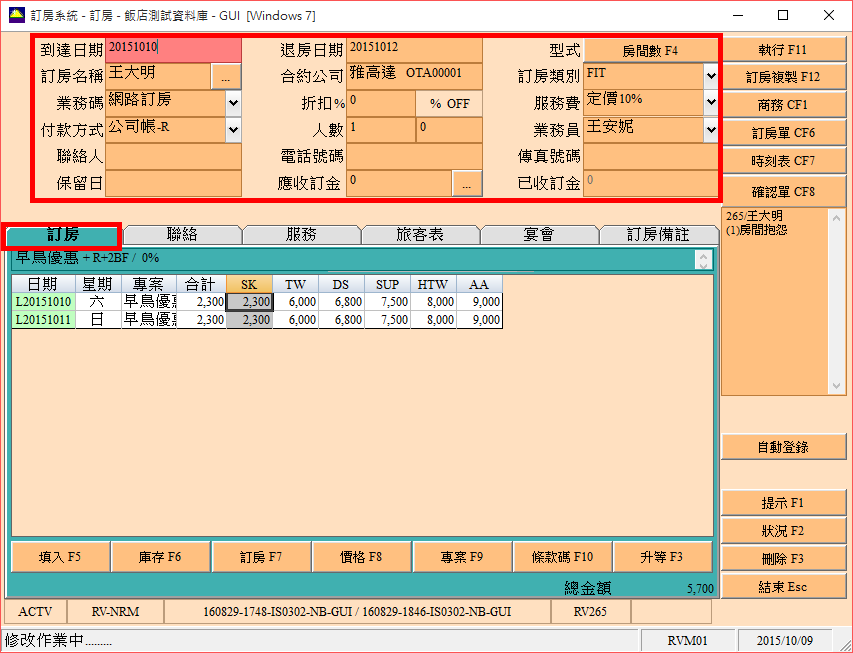 訂房系統 - 訂房 - 飯店測試資料庫 - GUI [Windows 7]
到達日期 20151010 退房日期 20151012 型式 房間數 F4 執行 F11
訂房名稱 王大明 ... 合約公司 雅高達 OTA00001 訂房類別 FIT 訂房複製 F12
業務碼 網路訂房 折扣% 0 % OFF 服務費 定價10% 商務 CF1
付款方式 公司帳-R 人數 1 0 業務員 王安妮 訂房單 CF6
聯絡人 電話號碼 傳真號碼 時刻表 CF7
保留日 應收訂金 0 ... 已收訂金 0 確認單 CF8
265/王大明
(1)房間抱怨
訂房 聯絡 服務 旅客表 宴會 訂房備註
早鳥優惠 + R+2BF / 0%
日期 星期 專案 合計 SK TW DS SUP HTW AA
L20151010 六 早鳥優惠 2,300 2,300 6,000 6,800 7,500 8,000 9,000
L20151011 日 早鳥優惠 2,300 2,300 6,000 6,800 7,500 8,000 9,000
自動登錄
提示 F1
狀況 F2
填入 F5 庫存 F6 訂房 F7 價格 F8 專案 F9 條款碼 F10 升等 F3 刪除 F3
總金額 5,700 結束 Esc
ACTV RV-NRM 160829-1748-IS0302-NB-GUI / 160829-1846-IS0302-NB-GUI RV265
修改作業中......... RVM01 2015/10/09